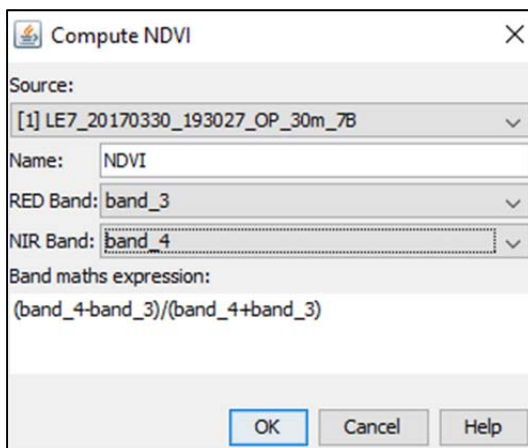 Compute NDVI
Source:
[1] LE7_20170330_193027_OP_30m_7B
Name: NDVI
RED Band: band_3
NIR Band: band_4
Band maths expression:
(band_4-band_3)/(band_4+band_3)
OK Cancel Help